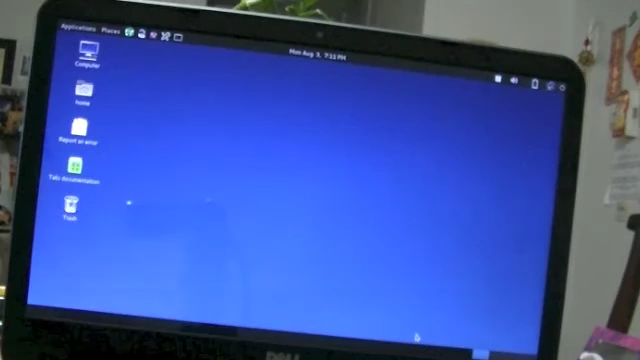 Applications Places
Mon Aug 3, 7:11 PM
Computer
home
Report an error
Tails documentation
Trash
DELL